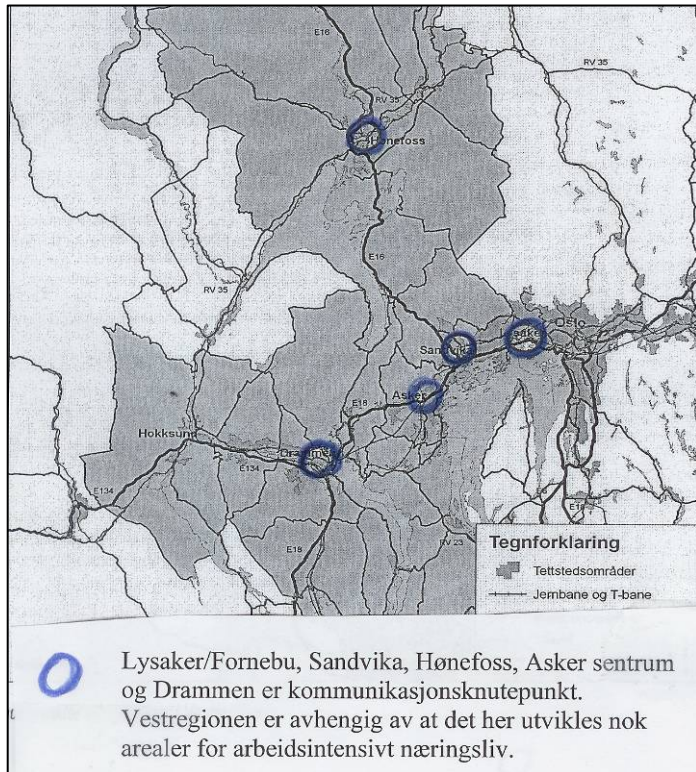 E16
RV 35
RV 35
Hønefoss
E16
RV 35
Oslo
Lysaker
Sandvika
Asker
E18
Hokksund
Drammen
E134
E134
E18
RV 23
E18
Tegnforklaring
Tettstedsområder
Jernbane og T-bane
Lysaker/Fornebu, Sandvika, Hønefoss, Asker sentrum
og Drammen er kommunikasjonsknutepunkt.
Vestregionen er avhengig av at det her utvikles nok
arealer for arbeidsintensivt næringsliv.